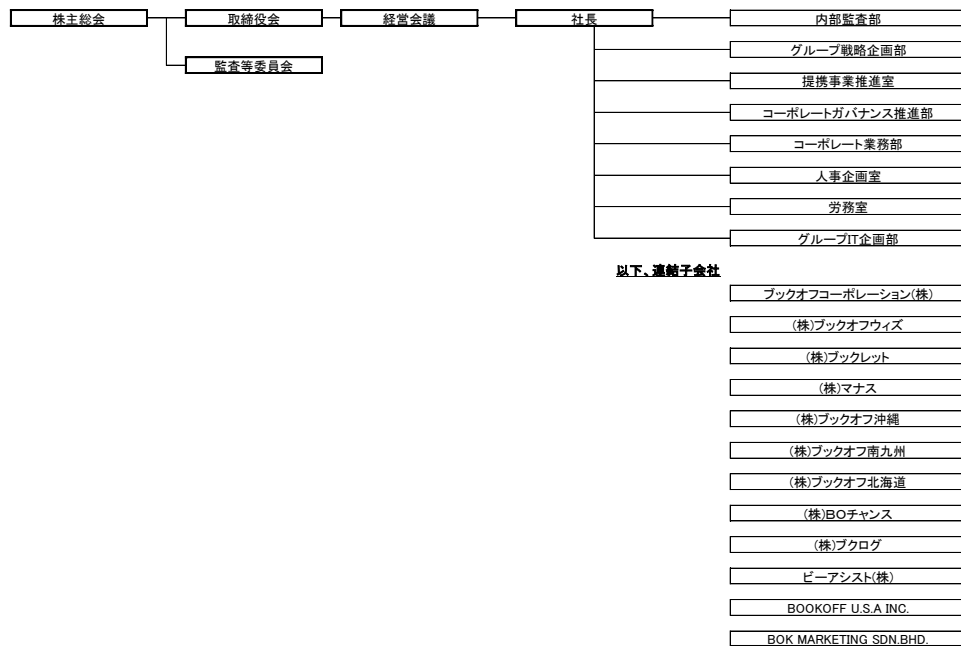 株主総会
取締役会
経営会議
社長
内部監査部
グループ戦略企画部
監査等委員会
提携事業推進室
コーポレートガバナンス推進部
コーポレート業務部
人事企画室
労務室
グループIT企画部
以下、連結子会社
ブックオフコーポレーション(株)
(株)ブックオフウィズ
(株)ブックレット
(株)マナス
(株)ブックオフ沖縄
(株)ブックオフ南九州
(株)ブックオフ北海道
(株)BOチャンス
(株)ブクログ
ビーアシスト(株)
BOOKOFF U.S.A INC.
BOK MARKETING SDN.BHD.